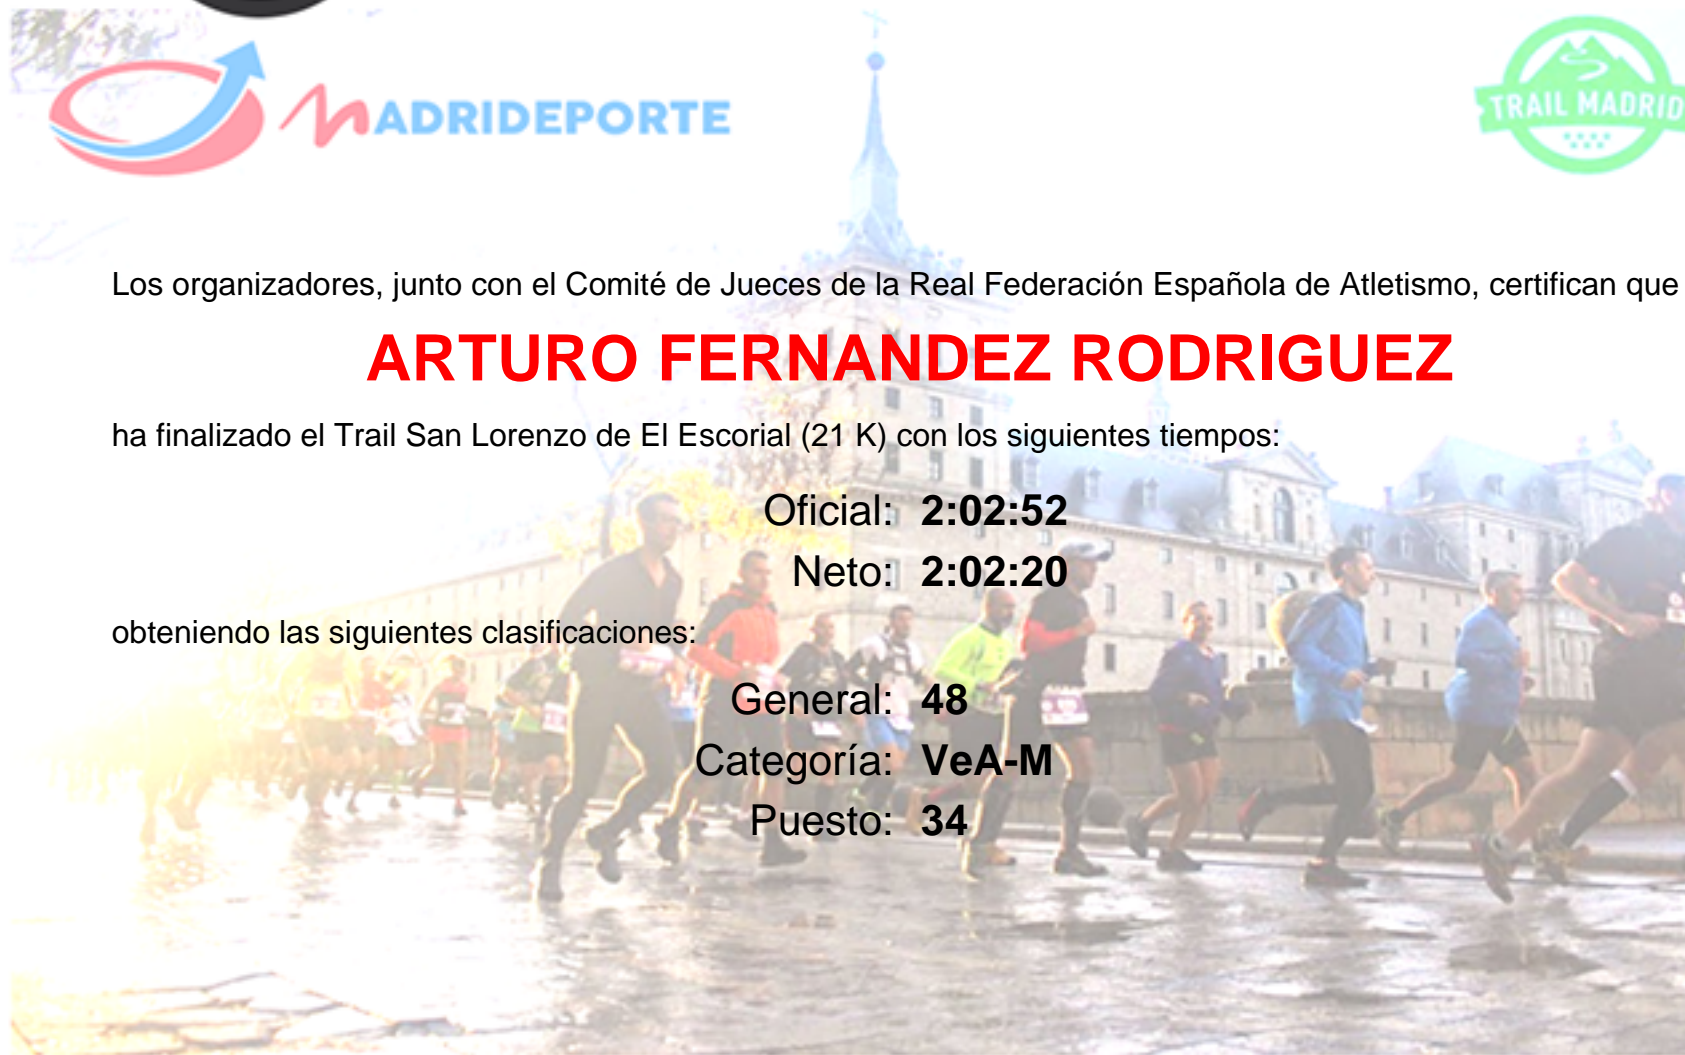 MADRIDEPORTE
TRAIL MADRID
Los organizadores, junto con el Comité de Jueces de la Real Federación Española de Atletismo, certifican que
ARTURO FERNANDEZ RODRIGUEZ
ha finalizado el Trail San Lorenzo de El Escorial (21 K) con los siguientes tiempos:
Oficial: 2:02:52
Neto: 2:02:20
obteniendo las siguientes clasificaciones:
General: 48
Categoría: VeA-M
Puesto: 34